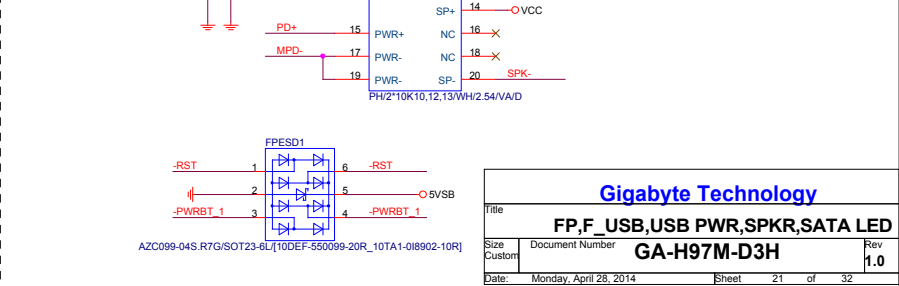 SP+ 14 VCC
PD+ 15 PWR+ NC 16
MPD- 17 PWR- NC 18
19 PWR- SP- 20 SPK-
PH/2*10K10,12,13/WH/2.54/VA/D
FPESD1
-RST 1 6 -RST
2 5 5VSB
-PWRBT_1 3 4 -PWRBT_1
AZC099-04S.R7G/SOT23-6L/[10DEF-550099-20R_10TA1-0I8902-10R]
Gigabyte Technology
Title
FP,F_USB,USB PWR,SPKR,SATA LED
Size Document Number Rev
Custom GA-H97M-D3H 1.0
Date: Monday, April 28, 2014 Sheet 21 of 32